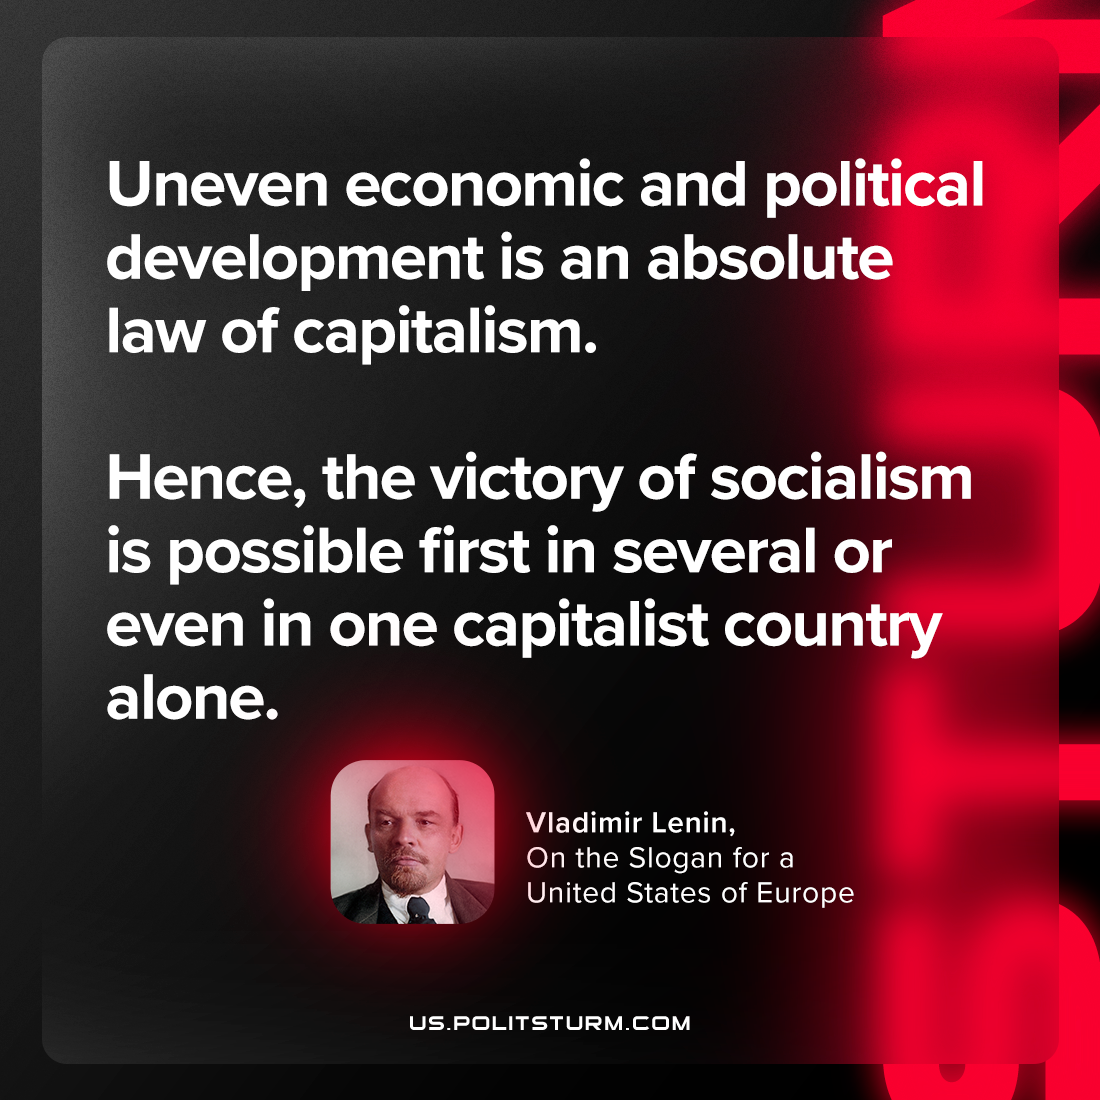 Uneven economic and political
development is an absolute
law of capitalism.
Hence, the victory of socialism
is possible first in several or
even in one capitalist country
alone.
Vladimir Lenin,
On the Slogan for a
United States of Europe
US.POLITSTURM.COM